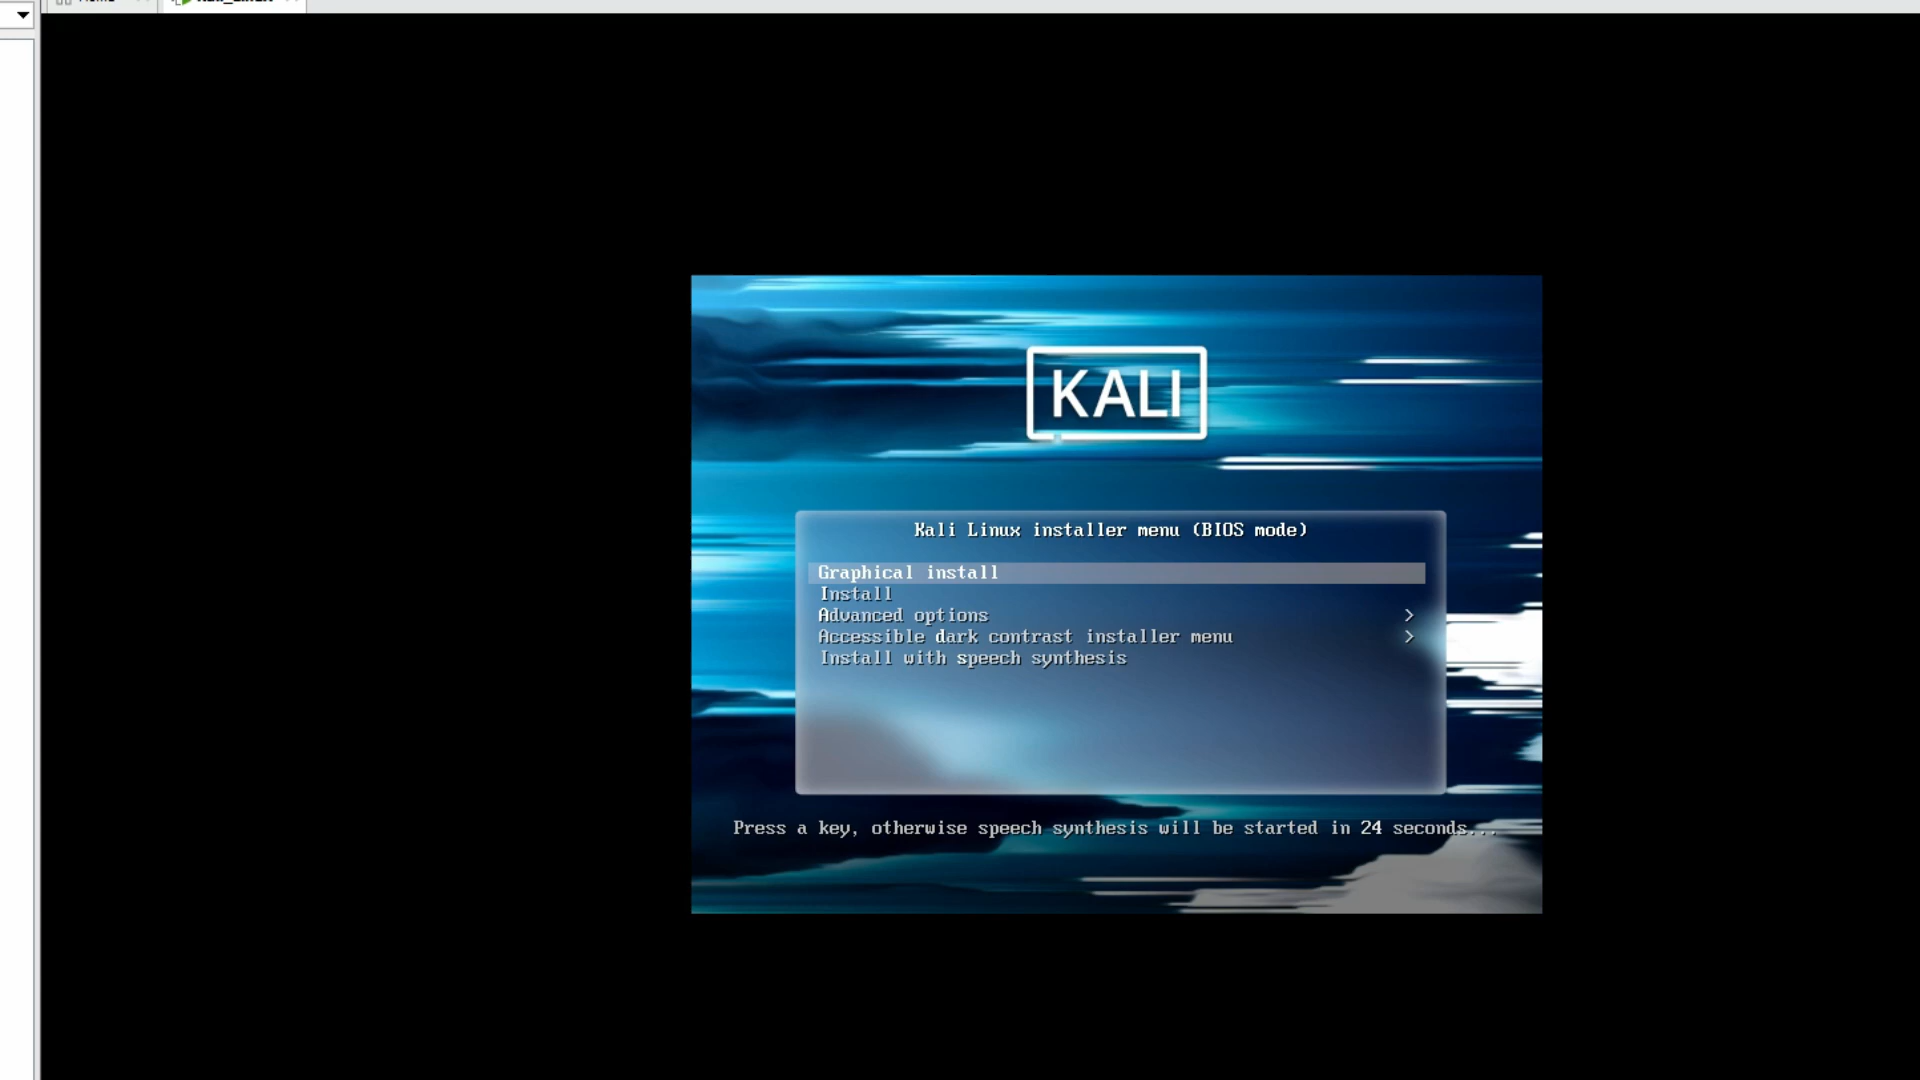 KALI
Kali Linux installer menu (BIOS mode)
Graphical install
Install
Advanced options >
Accessible dark contrast installer menu >
Install with speech synthesis
Press a key, otherwise speech synthesis will be started in 24 seconds...